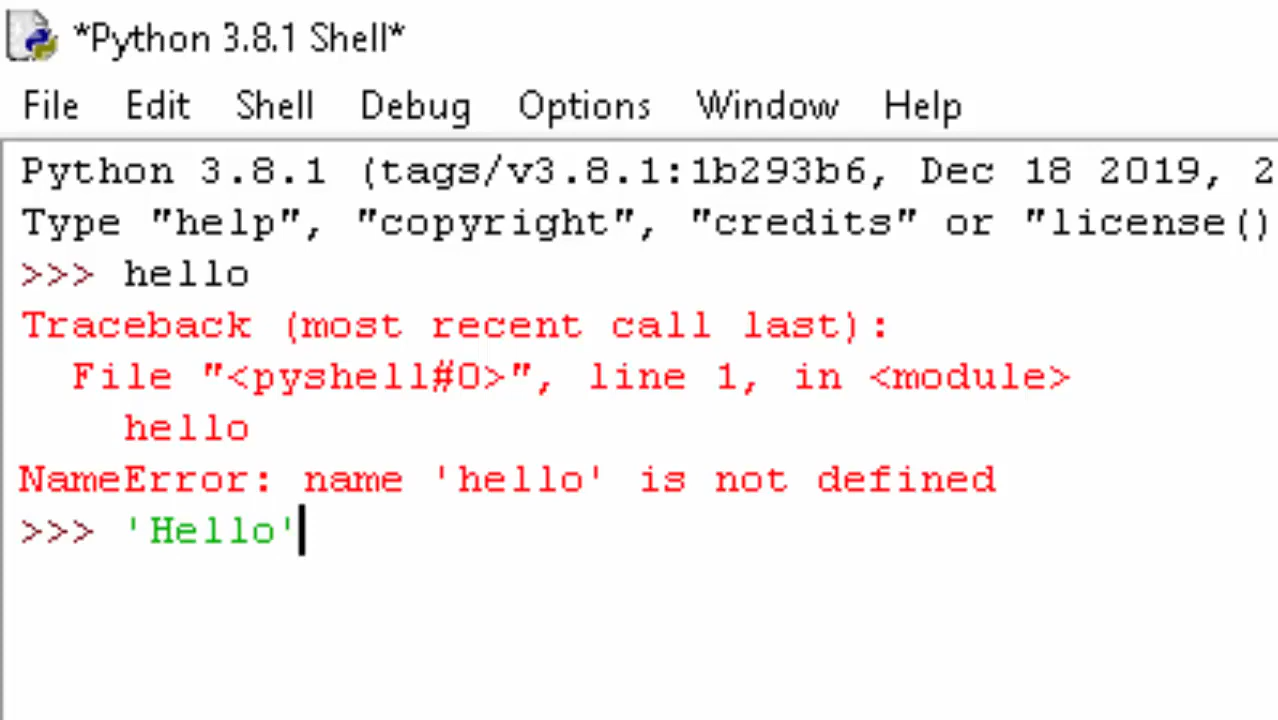 *Python 3.8.1 Shell*
File Edit Shell Debug Options Window Help
Python 3.8.1 (tags/v3.8.1:1b293b6, Dec 18 2019, 2
Type "help", "copyright", "credits" or "license()
>>> hello
Traceback (most recent call last):
  File "<pyshell#0>", line 1, in <module>
    hello
NameError: name 'hello' is not defined
>>> 'Hello'